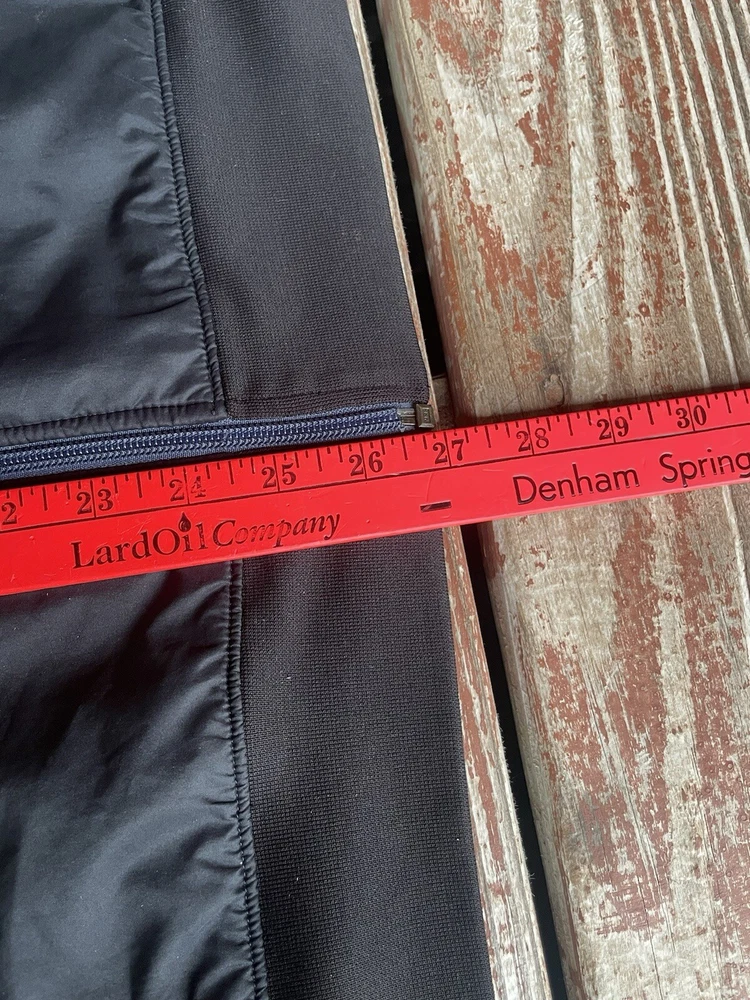 2 23 24 25 26 27 28 29 30
LardOil Company Denham Spring